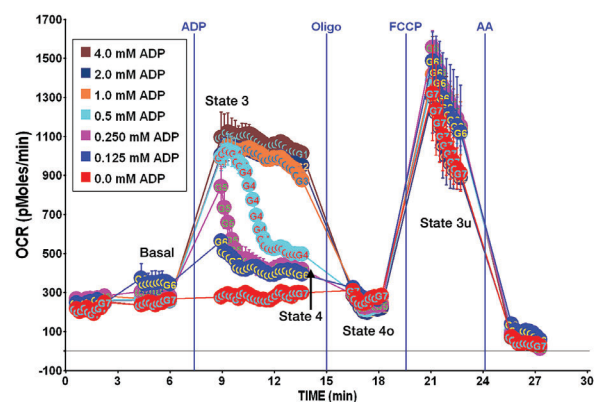 ADP Oligo FCCP AA
1700
1500
1300
1100
900
700
500
300
100
-100
OCR (pMoles/min)
4.0 mM ADP
2.0 mM ADP
1.0 mM ADP
0.5 mM ADP
0.250 mM ADP
0.125 mM ADP
0.0 mM ADP
State 3
Basal
State 4
State 4o
State 3u
0 3 6 9 12 15 18 21 24 27 30
TIME (min)